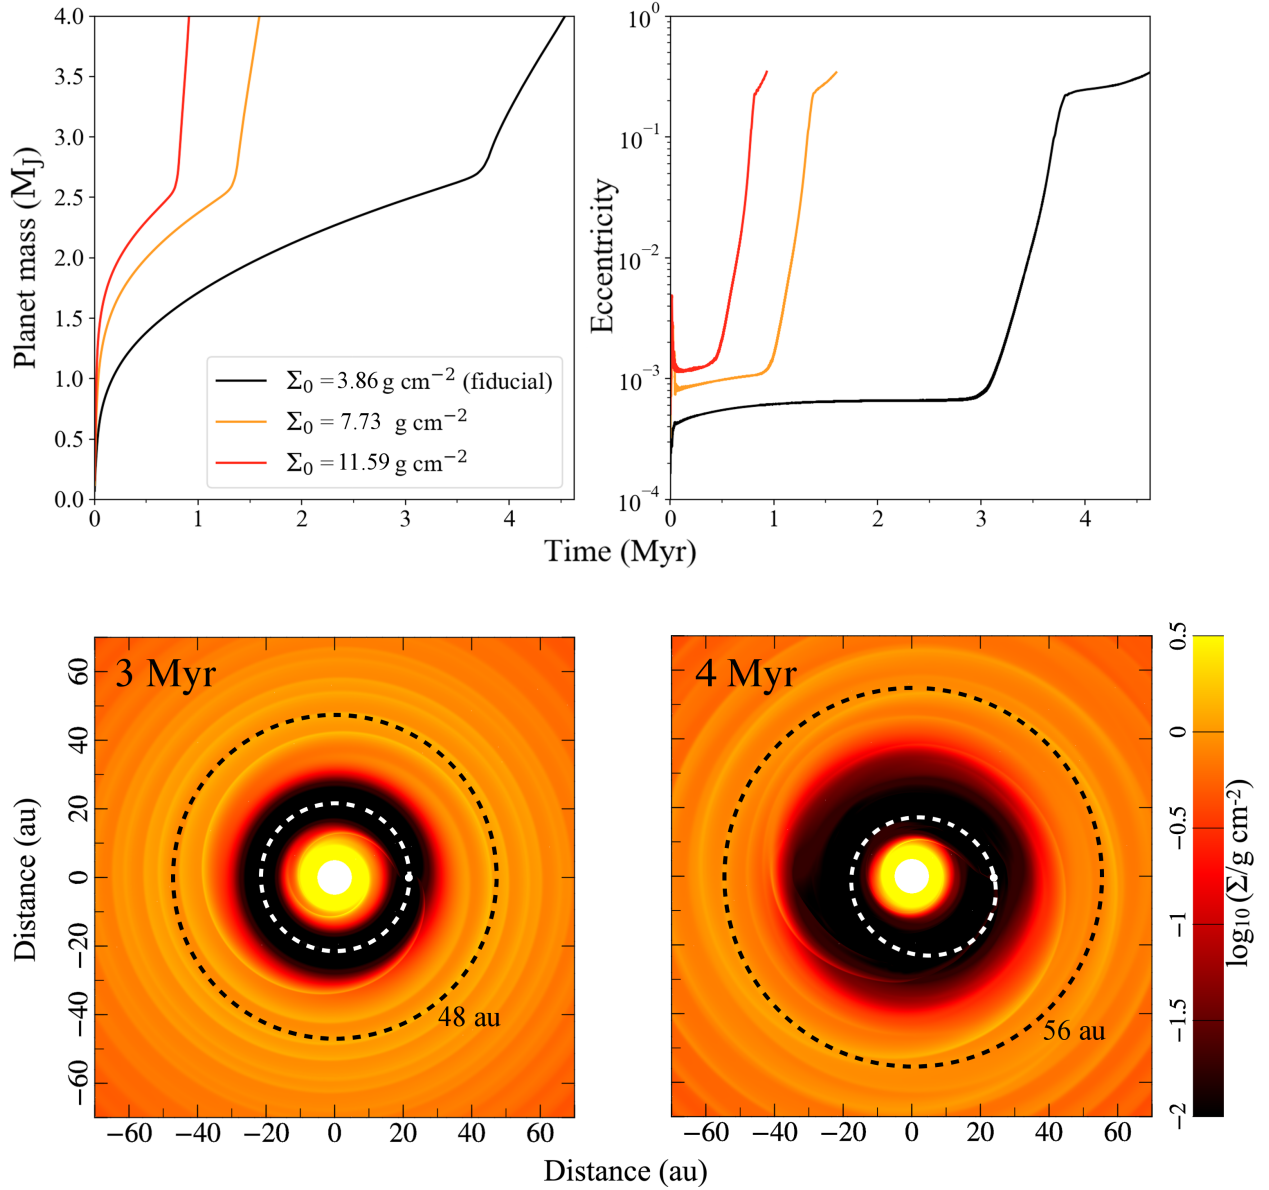 4.0
3.5
3.0
2.5
2.0
1.5
1.0
0.5
0.0
Planet mass (M_J)
Σ₀ = 3.86 g cm⁻² (fiducial)
Σ₀ = 7.73 g cm⁻²
Σ₀ = 11.59 g cm⁻²
0 1 2 3 4
10⁰
10⁻¹
10⁻²
10⁻³
10⁻⁴
Eccentricity
0 1 2 3 4
Time (Myr)
3 Myr
48 au
60
40
20
0
−20
−40
−60
Distance (au)
−60 −40 −20 0 20 40 60
4 Myr
56 au
−60 −40 −20 0 20 40 60
Distance (au)
0.5
0
−0.5
−1
−1.5
−2
log₁₀ (Σ/g cm⁻²)